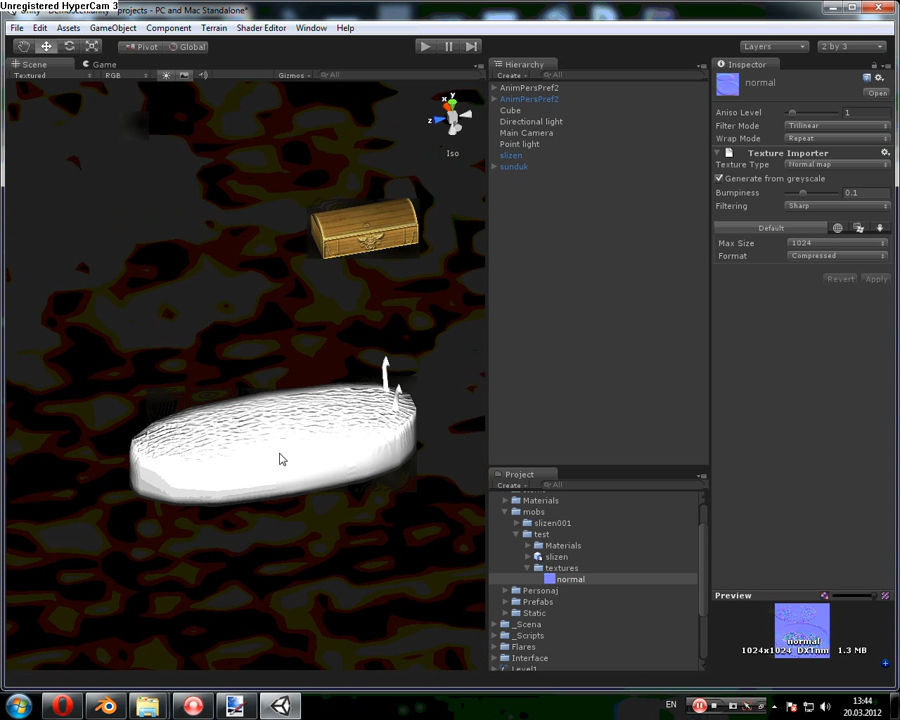 Unregistered HyperCam 3
projects - PC and Mac Standalone*
File Edit Assets GameObject Component Terrain Shader Editor Window Help
Pivot Global Layers 2 by 3
Scene Game
Textured RGB Gizmos All
Hierarchy
Create All
AnimPersPref2
AnimPersPref2
Cube
Directional light
Main Camera
Point light
slizen
sunduk
x y z
Iso
Project
Create All
Materials
mobs
slizen001
test
Materials
slizen
textures
normal
Personaj
Prefabs
Static
_Scena
_Scripts
Flares
Interface
Level1
Inspector
normal
Open
Aniso Level 1
Filter Mode Trilinear
Wrap Mode Repeat
Texture Importer
Texture Type Normal map
Generate from greyscale
Bumpiness 0.1
Filtering Sharp
Default
Max Size 1024
Format Compressed
Revert Apply
Preview
normal
1024x1024 DXTnm 1.3 MB
EN
13:44
20.03.2012